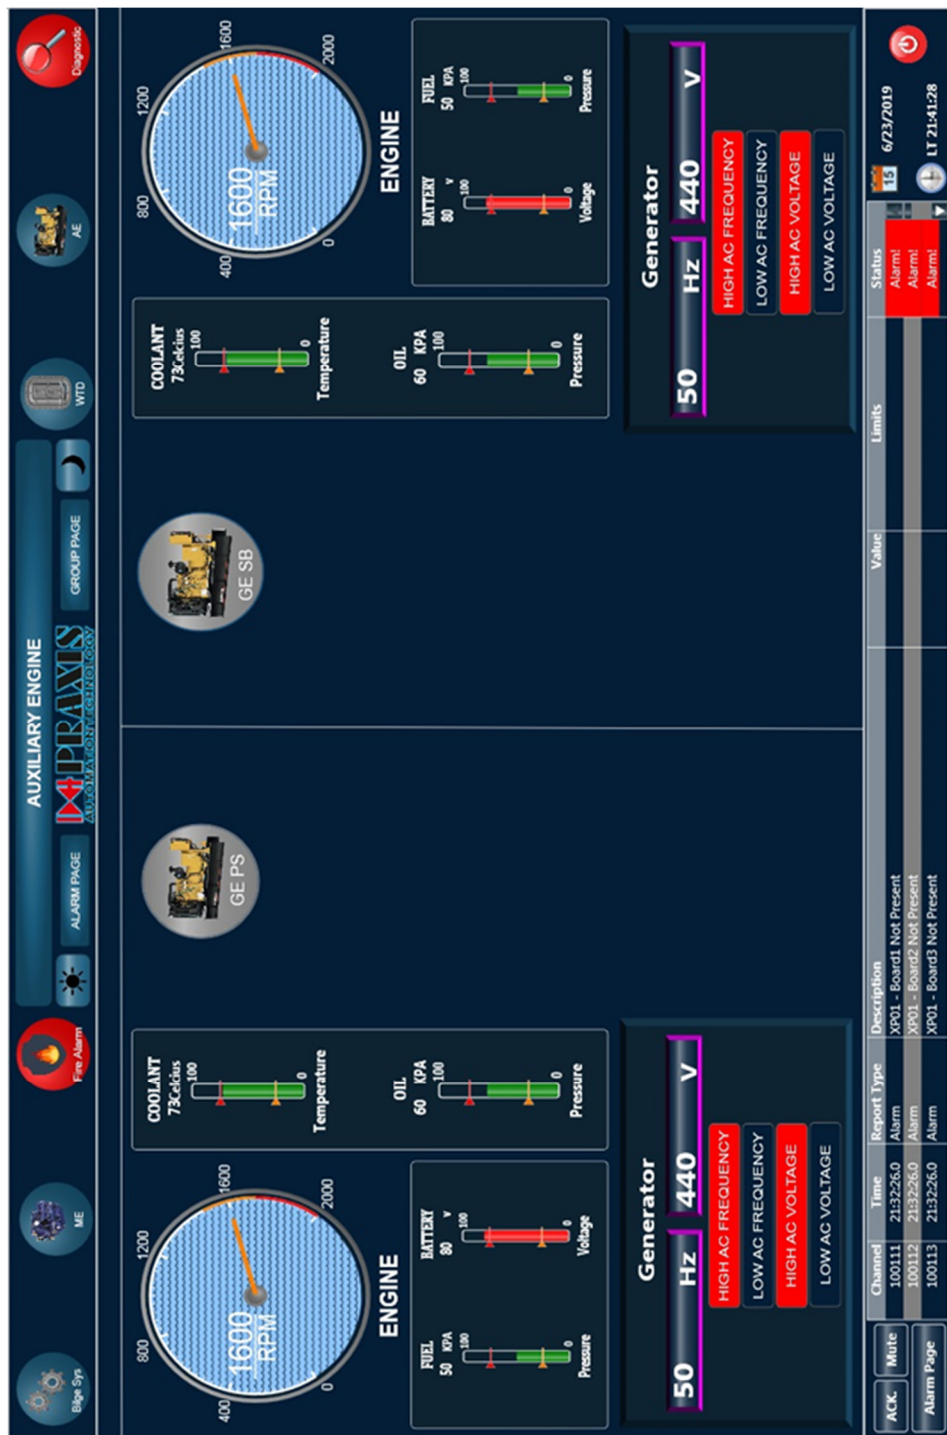 Bilge Sys
ME
Fire Alarm
AUXILIARY ENGINE
ALARM PAGE
PRAXIS
AUTOMATION TECHNOLOGY
GROUP PAGE
WTD
AE
Diagnostic
0
400
800
1200
1600
2000
1600
RPM
ENGINE
FUEL
50 KPA
100
0
Pressure
BATTERY
80 v
100
0
Voltage
COOLANT
73Celcius
100
0
Temperature
OIL
60 KPA
100
0
Pressure
Generator
50 Hz
440 V
HIGH AC FREQUENCY
LOW AC FREQUENCY
HIGH AC VOLTAGE
LOW AC VOLTAGE
GE PS
GE SB
COOLANT
73Celcius
100
0
Temperature
OIL
60 KPA
100
0
Pressure
0
400
800
1200
1600
2000
1600
RPM
ENGINE
BATTERY
80 v
100
0
Voltage
FUEL
50 KPA
100
0
Pressure
Generator
50 Hz
440 V
HIGH AC FREQUENCY
LOW AC FREQUENCY
HIGH AC VOLTAGE
LOW AC VOLTAGE
ACK.
Mute
Alarm Page
Channel Time Report Type Description Value Limits Status
100111 21:32:26.0 Alarm XP01 - Board1 Not Present Alarm!
100112 21:32:26.0 Alarm XP01 - Board2 Not Present Alarm!
100113 21:32:26.0 Alarm XP01 - Board3 Not Present Alarm!
15
6/23/2019
LT 21:41:28